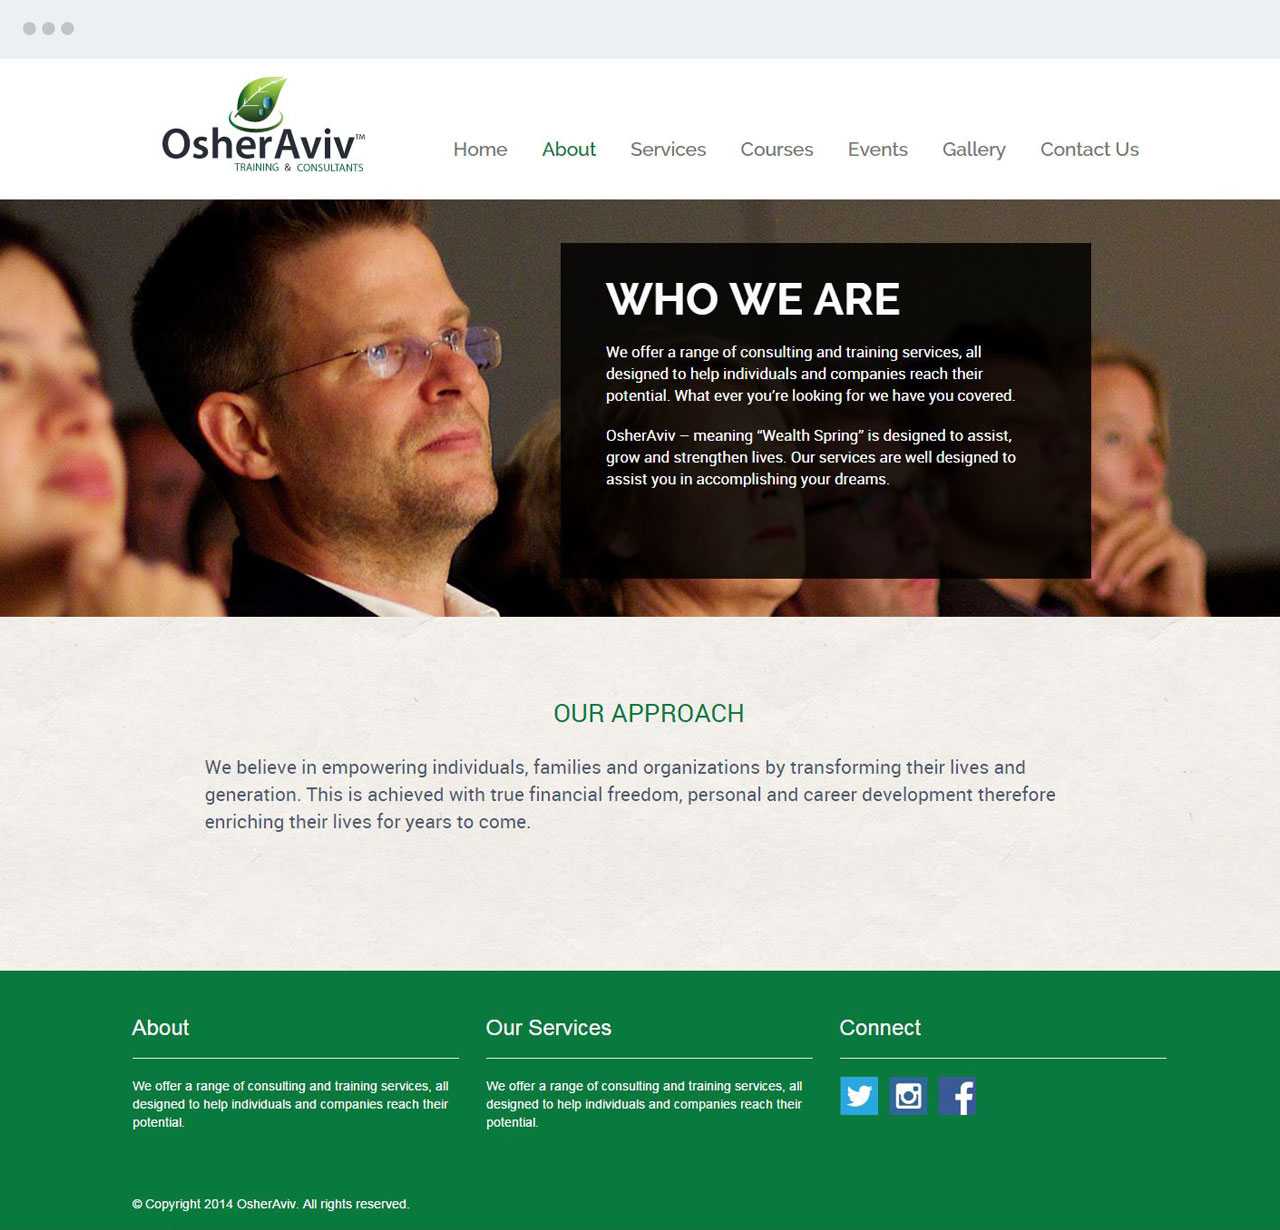 OsherAviv™
TRAINING & CONSULTANTS
Home About Services Courses Events Gallery Contact Us
WHO WE ARE
We offer a range of consulting and training services, all
designed to help individuals and companies reach their
potential. What ever you’re looking for we have you covered.
OsherAviv – meaning “Wealth Spring” is designed to assist,
grow and strengthen lives. Our services are well designed to
assist you in accomplishing your dreams.
OUR APPROACH
We believe in empowering individuals, families and organizations by transforming their lives and
generation. This is achieved with true financial freedom, personal and career development therefore
enriching their lives for years to come.
About
We offer a range of consulting and training services, all
designed to help individuals and companies reach their
potential.
Our Services
We offer a range of consulting and training services, all
designed to help individuals and companies reach their
potential.
Connect
© Copyright 2014 OsherAviv. All rights reserved.